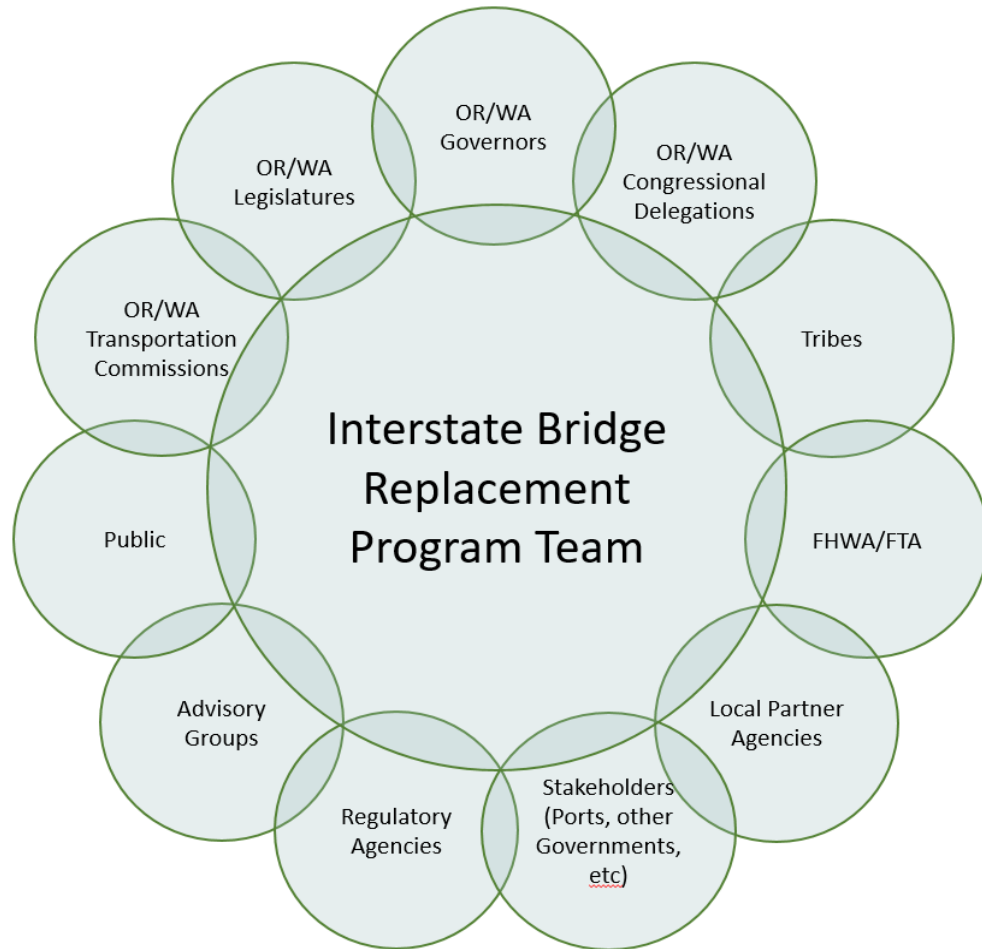 OR/WA
Governors
OR/WA
Legislatures
OR/WA
Congressional
Delegations
OR/WA
Transportation
Commissions
Tribes
Interstate Bridge
Replacement
Program Team
Public
FHWA/FTA
Advisory
Groups
Local Partner
Agencies
Regulatory
Agencies
Stakeholders
(Ports, other
Governments,
etc)